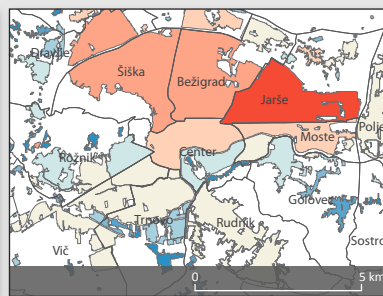 Dravlje
Šiška
Bežigrad
Jarše
Polje
Moste
Center
Rožnik
Golovec
Trnovo
Rudnik
Vič
Sostro
0
5 km